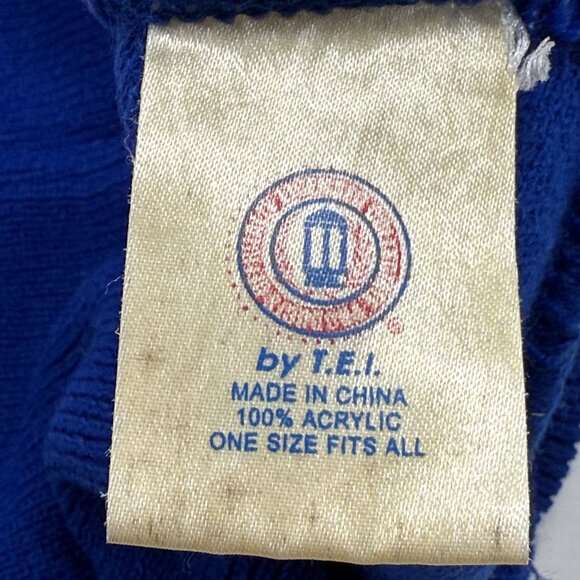 ®
by T.E.I.
MADE IN CHINA
100% ACRYLIC
ONE SIZE FITS ALL